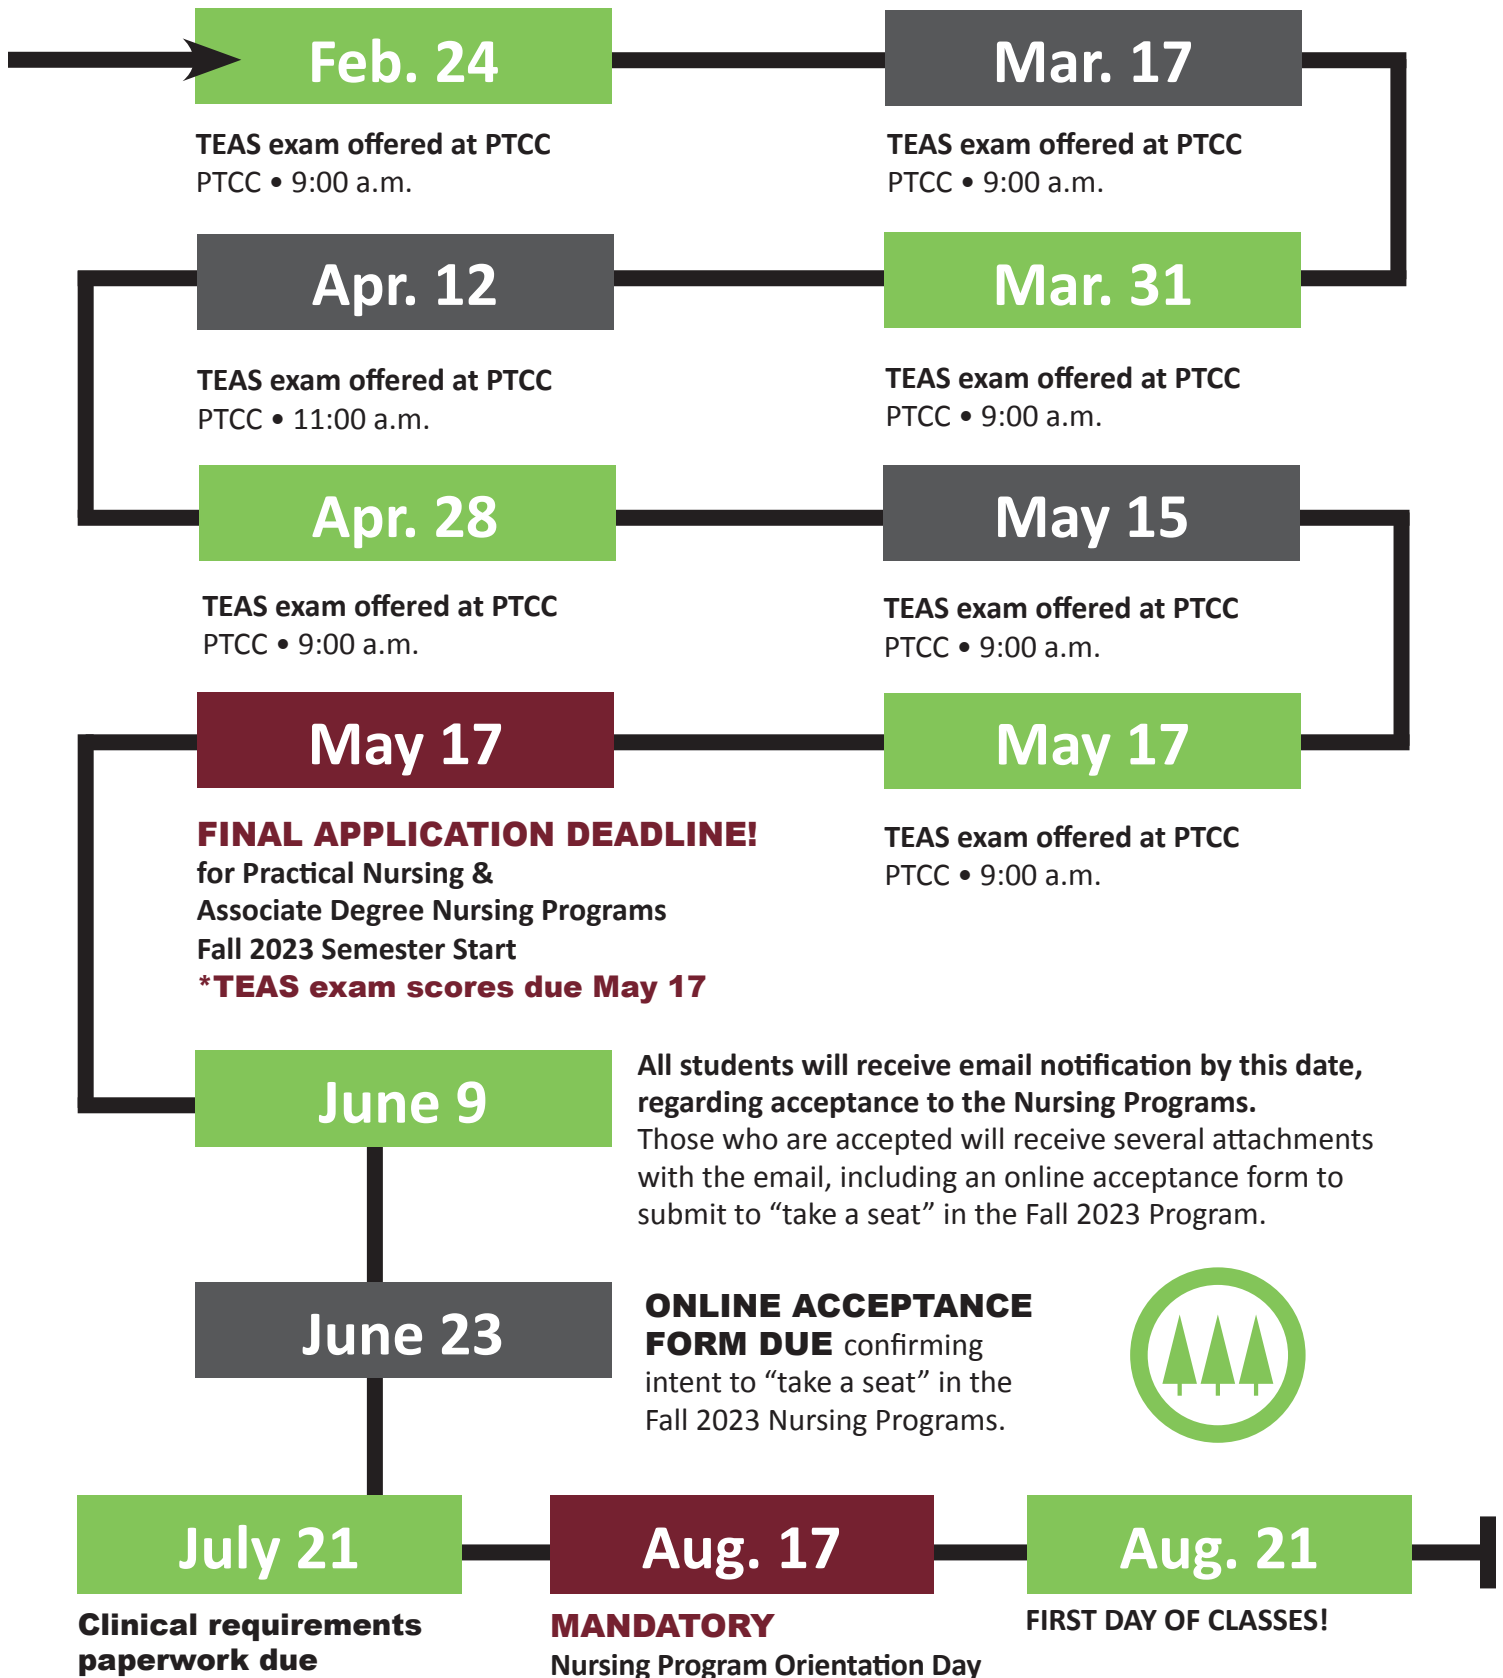 Feb. 24
TEAS exam offered at PTCC
PTCC • 9:00 a.m.
Mar. 17
TEAS exam offered at PTCC
PTCC • 9:00 a.m.
Mar. 31
TEAS exam offered at PTCC
PTCC • 9:00 a.m.
Apr. 12
TEAS exam offered at PTCC
PTCC • 11:00 a.m.
Apr. 28
TEAS exam offered at PTCC
PTCC • 9:00 a.m.
May 15
TEAS exam offered at PTCC
PTCC • 9:00 a.m.
May 17
TEAS exam offered at PTCC
PTCC • 9:00 a.m.
May 17
FINAL APPLICATION DEADLINE!
for Practical Nursing &
Associate Degree Nursing Programs
Fall 2023 Semester Start
*TEAS exam scores due May 17
June 9
All students will receive email notification by this date,
regarding acceptance to the Nursing Programs.
Those who are accepted will receive several attachments
with the email, including an online acceptance form to
submit to “take a seat” in the Fall 2023 Program.
June 23
ONLINE ACCEPTANCE
FORM DUE confirming
intent to “take a seat” in the
Fall 2023 Nursing Programs.
July 21
Clinical requirements
paperwork due
Aug. 17
MANDATORY
Nursing Program Orientation Day
Aug. 21
FIRST DAY OF CLASSES!